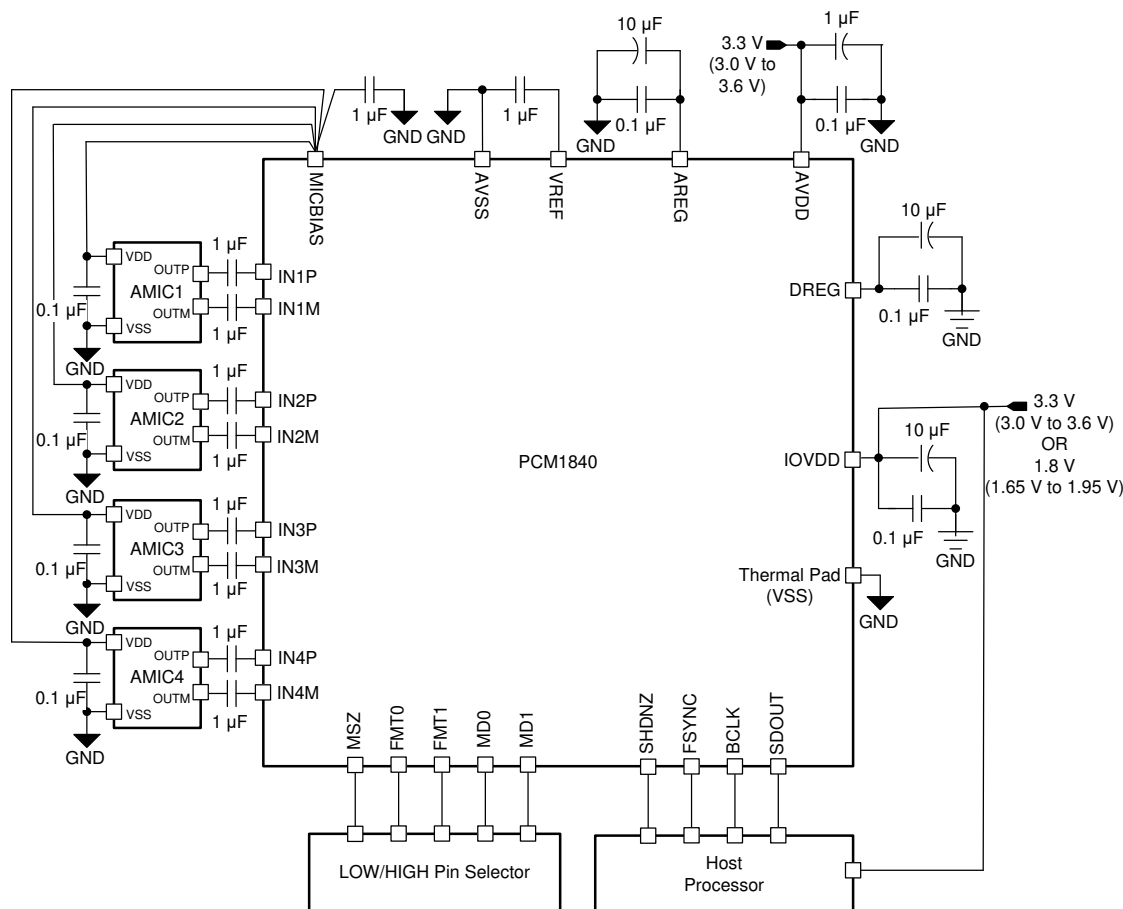 10 µF
1 µF
3.3 V
(3.0 V to
3.6 V)
1 µF
GND
GND
1 µF
0.1 µF
GND
0.1 µF
GND
MICBIAS
AVSS
VREF
AREG
AVDD
10 µF
DREG
0.1 µF
GND
1 µF
VDD
OUTP
IN1P
AMIC1
0.1 µF
OUTM
IN1M
VSS
1 µF
GND
1 µF
VDD
OUTP
IN2P
AMIC2
0.1 µF
OUTM
IN2M
VSS
1 µF
GND
PCM1840
3.3 V
(3.0 V to 3.6 V)
OR
1.8 V
(1.65 V to 1.95 V)
10 µF
IOVDD
0.1 µF
GND
1 µF
VDD
OUTP
IN3P
AMIC3
0.1 µF
OUTM
IN3M
VSS
1 µF
GND
Thermal Pad
(VSS)
GND
1 µF
VDD
OUTP
IN4P
AMIC4
0.1 µF
OUTM
IN4M
VSS
1 µF
GND
MSZ
FMT0
FMT1
MD0
MD1
SHDNZ
FSYNC
BCLK
SDOUT
LOW/HIGH Pin Selector
Host
Processor